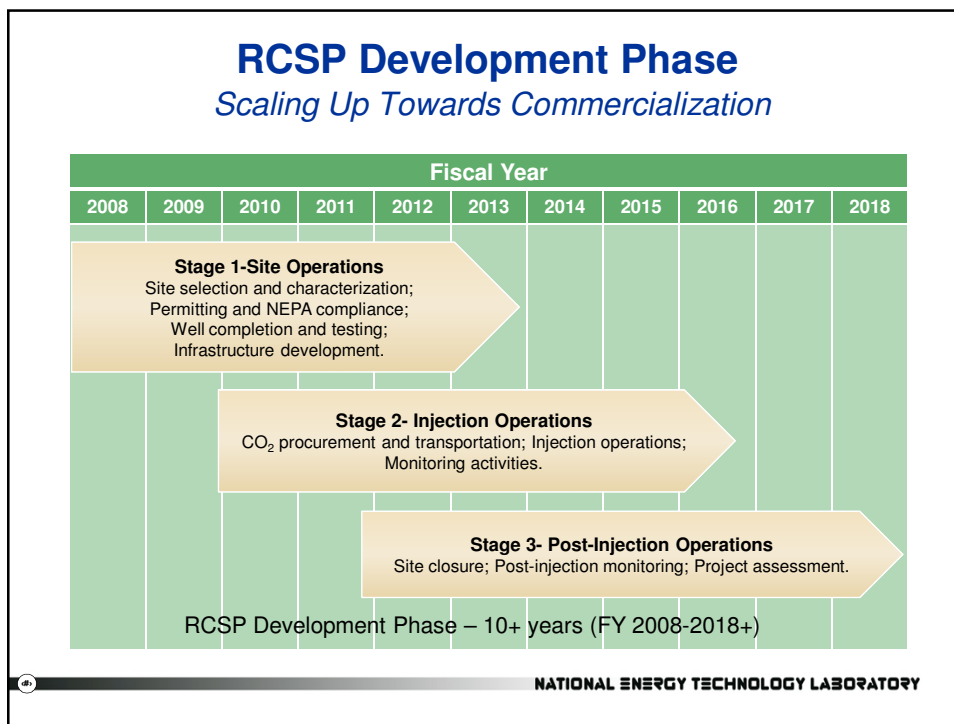 RCSP Development Phase
Scaling Up Towards Commercialization
Fiscal Year
2008 2009 2010 2011 2012 2013 2014 2015 2016 2017 2018
Stage 1-Site Operations
Site selection and characterization;
Permitting and NEPA compliance;
Well completion and testing;
Infrastructure development.
Stage 2- Injection Operations
CO₂ procurement and transportation; Injection operations;
Monitoring activities.
Stage 3- Post-Injection Operations
Site closure; Post-injection monitoring; Project assessment.
RCSP Development Phase – 10+ years (FY 2008-2018+)
‹#›
NATIONAL ENERGY TECHNOLOGY LABORATORY